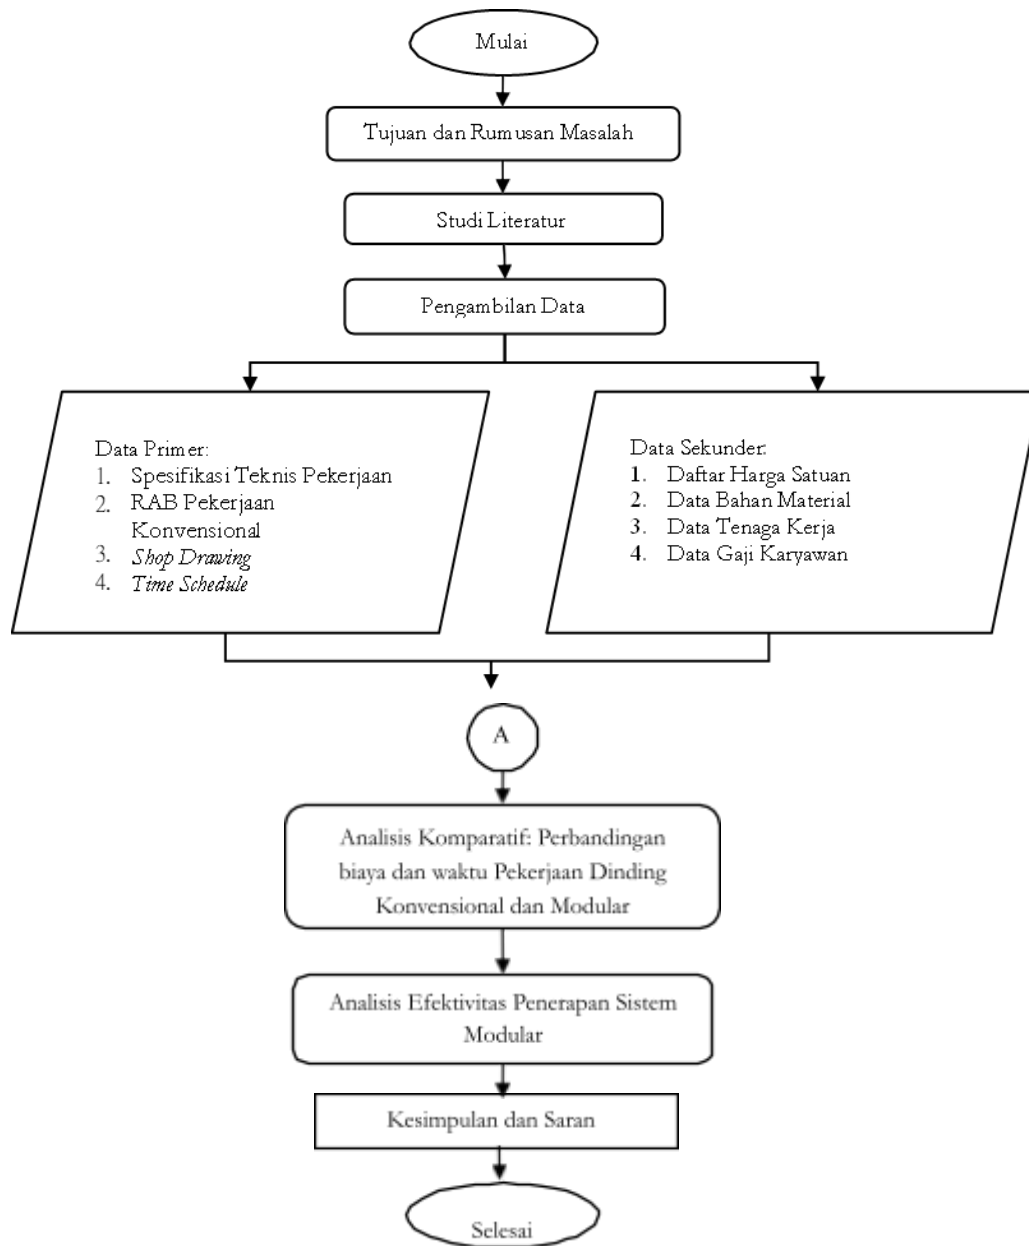 Mulai
Tujuan dan Rumusan Masalah
Studi Literatur
Pengambilan Data
Data Primer:
1. Spesifikasi Teknis Pekerjaan
2. RAB Pekerjaan
Konvensional
3. Shop Drawing
4. Time Schedule
Data Sekunder:
1. Daftar Harga Satuan
2. Data Bahan Material
3. Data Tenaga Kerja
4. Data Gaji Karyawan
A
Analisis Komparatif: Perbandingan
biaya dan waktu Pekerjaan Dinding
Konvensional dan Modular
Analisis Efektivitas Penerapan Sistem
Modular
Kesimpulan dan Saran
Selesai